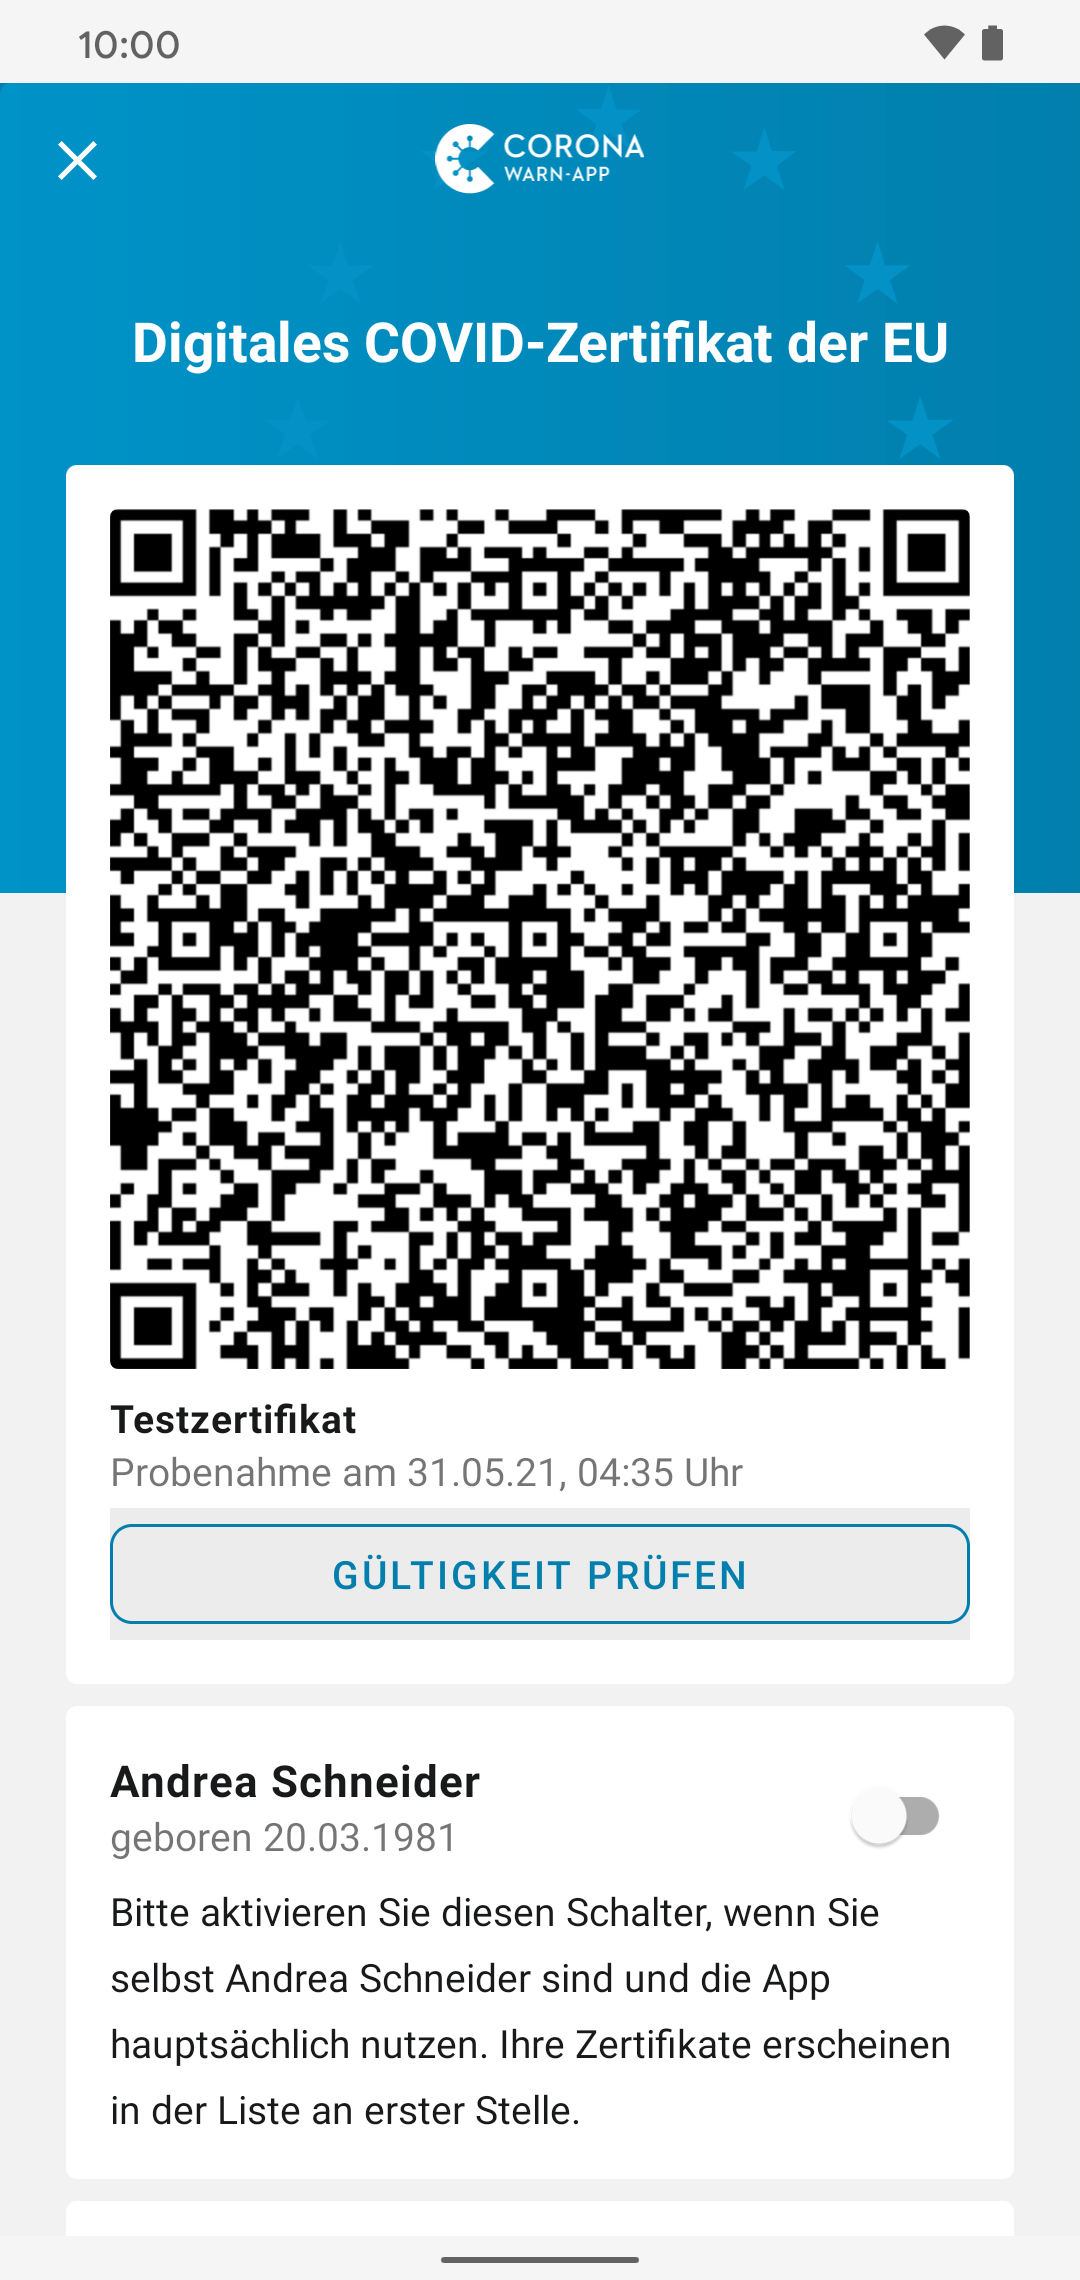 10:00
CORONA
WARN-APP
Digitales COVID-Zertifikat der EU
Testzertifikat
Probenahme am 31.05.21, 04:35 Uhr
GÜLTIGKEIT PRÜFEN
Andrea Schneider
geboren 20.03.1981
Bitte aktivieren Sie diesen Schalter, wenn Sie
selbst Andrea Schneider sind und die App
hauptsächlich nutzen. Ihre Zertifikate erscheinen
in der Liste an erster Stelle.